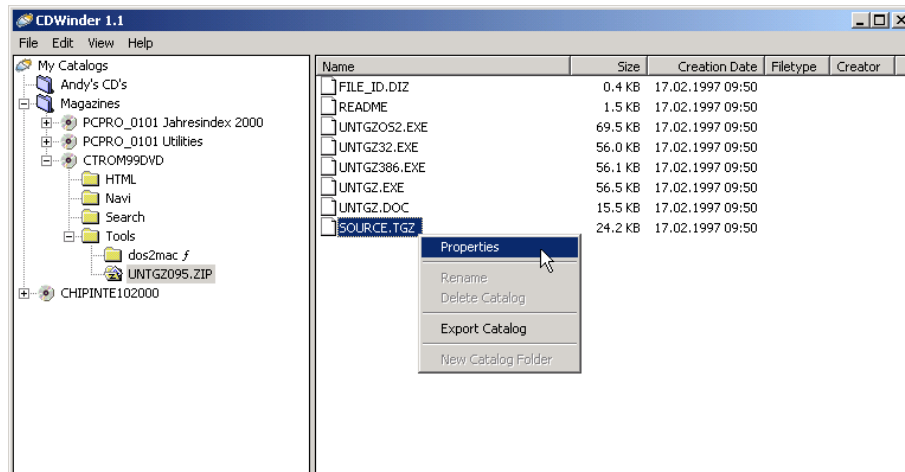 CDWinder 1.1
File Edit View Help
My Catalogs
Andy's CD's
Magazines
PCPRO_0101 Jahresindex 2000
PCPRO_0101 Utilities
CTROM99DVD
HTML
Navi
Search
Tools
dos2mac ƒ
UNTGZ095.ZIP
CHIPINTE102000
Name Size Creation Date Filetype Creator
FILE_ID.DIZ 0.4 KB 17.02.1997 09:50
README 1.5 KB 17.02.1997 09:50
UNTGZOS2.EXE 69.5 KB 17.02.1997 09:50
UNTGZ32.EXE 56.0 KB 17.02.1997 09:50
UNTGZ386.EXE 56.1 KB 17.02.1997 09:50
UNTGZ.EXE 56.5 KB 17.02.1997 09:50
UNTGZ.DOC 15.5 KB 17.02.1997 09:50
SOURCE.TGZ 24.2 KB 17.02.1997 09:50
Properties
Rename
Delete Catalog
Export Catalog
New Catalog Folder